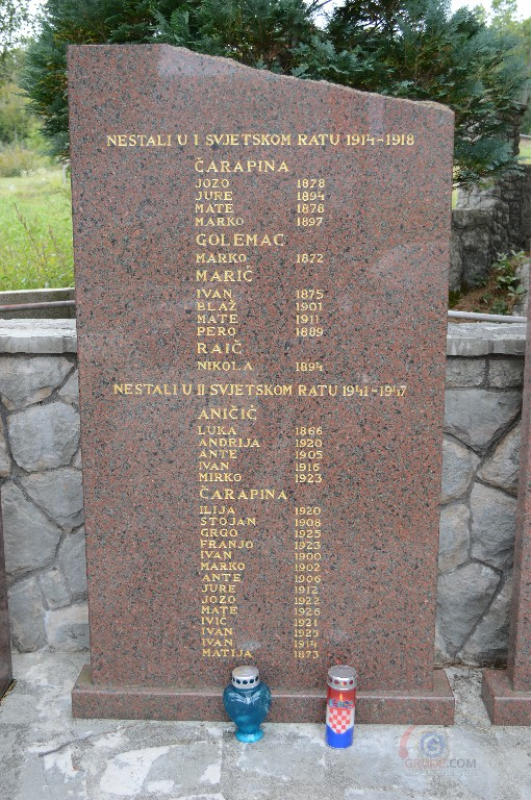 NESTALI U I SVJETSKOM RATU 1914-1918
ČARAPINA
JOZO 1878
JURE 1894
MATE 1878
MARKO 1897
GOLEMAC
MARKO 1872
MARIĆ
IVAN 1875
BLAŽ 1901
MATE 1911
PERO 1889
RAIČ
NIKOLA 1894
NESTALI U II SVJETSKOM RATU 1941-1947
ANIČIĆ
LUKA 1866
ANDRIJA 1920
ANTE 1905
IVAN 1916
MIRKO 1923
ČARAPINA
ILIJA 1920
STOJAN 1908
GRGO 1925
FRANJO 1923
IVAN 1900
MARKO 1902
ANTE 1906
JURE 1912
JOZO 1922
MATE 1926
IVIĆ 1921
IVAN 1925
IVAN 1914
MATIJA 1873
GRUDE.COM